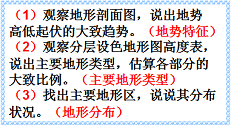 （1）观察地形剖面图，说出地势
高低起伏的大致趋势。（地势特征）
（2）观察分层设色地形图高度表，
说出主要地形类型，估算各部分的
大致比例。（主要地形类型）
（3）找出主要地形区，说说其分布
状况。（地形分布）